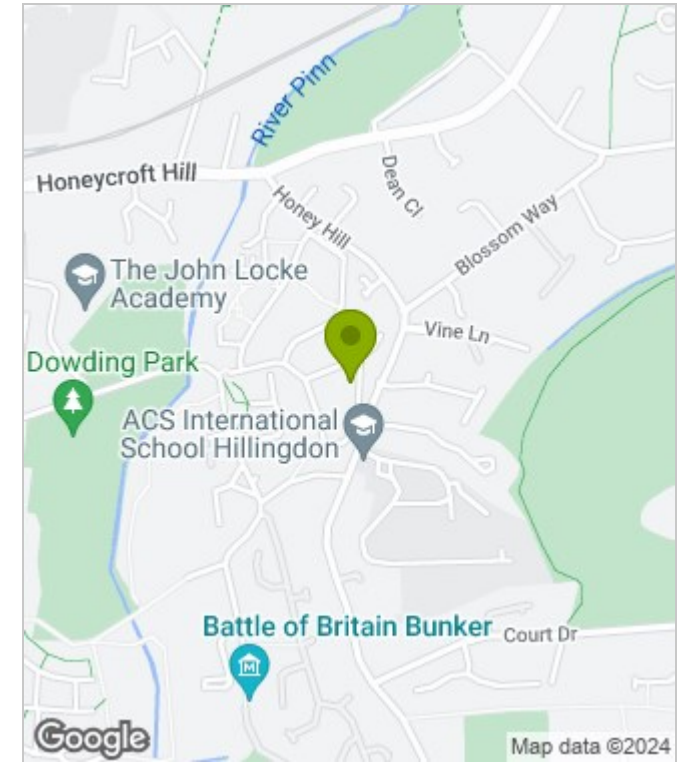 River Pinn
Honeycroft Hill
Dean Cl
Honey Hill
Blossom Way
The John Locke
Academy
Vine Ln
Dowding Park
ACS International
School Hillingdon
Battle of Britain Bunker
Court Dr
M
Google
Map data ©2024